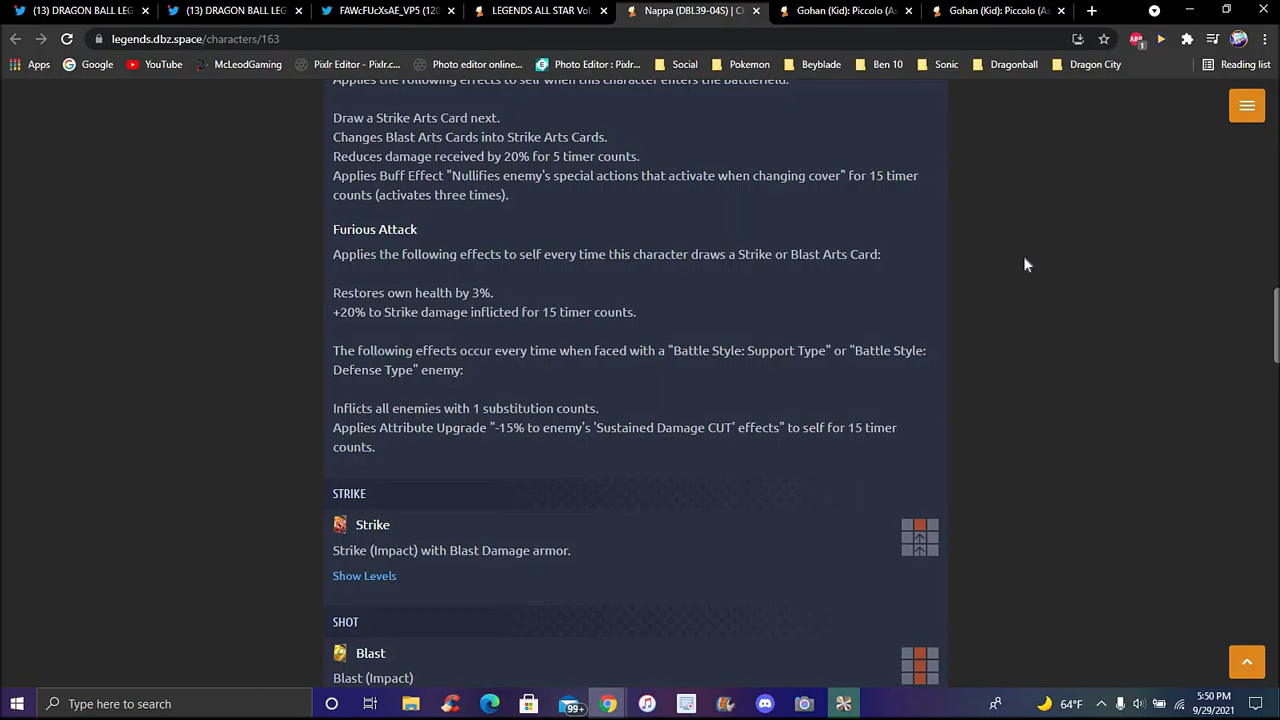 (13) DRAGON BALL LEG
(13) DRAGON BALL LEG
FAWcFUcXsAE_VP5 (120
LEGENDS ALL STAR Vol
Nappa (DBL39-04S) | C
Gohan (Kid): Piccolo (As
Gohan (Kid): Piccolo (As
legends.dbz.space/characters/163
1
Apps
Google
YouTube
McLeodGaming
Pixlr Editor - Pixlr.c...
Photo editor online...
Photo Editor : Pixlr...
Social
Pokemon
Beyblade
Ben 10
Sonic
Dragonball
Dragon City
Reading list
Applies the following effects to self when this character enters the battlefield.
Draw a Strike Arts Card next.
Changes Blast Arts Cards into Strike Arts Cards.
Reduces damage received by 20% for 5 timer counts.
Applies Buff Effect "Nullifies enemy's special actions that activate when changing cover" for 15 timer
counts (activates three times).
Furious Attack
Applies the following effects to self every time this character draws a Strike or Blast Arts Card:
Restores own health by 3%.
+20% to Strike damage inflicted for 15 timer counts.
The following effects occur every time when faced with a "Battle Style: Support Type" or "Battle Style:
Defense Type" enemy:
Inflicts all enemies with 1 substitution counts.
Applies Attribute Upgrade "-15% to enemy's 'Sustained Damage CUT' effects" to self for 15 timer
counts.
STRIKE
Strike
Strike (Impact) with Blast Damage armor.
Show Levels
SHOT
Blast
Blast (Impact)
Type here to search
99+
64°F
5:50 PM
9/29/2021